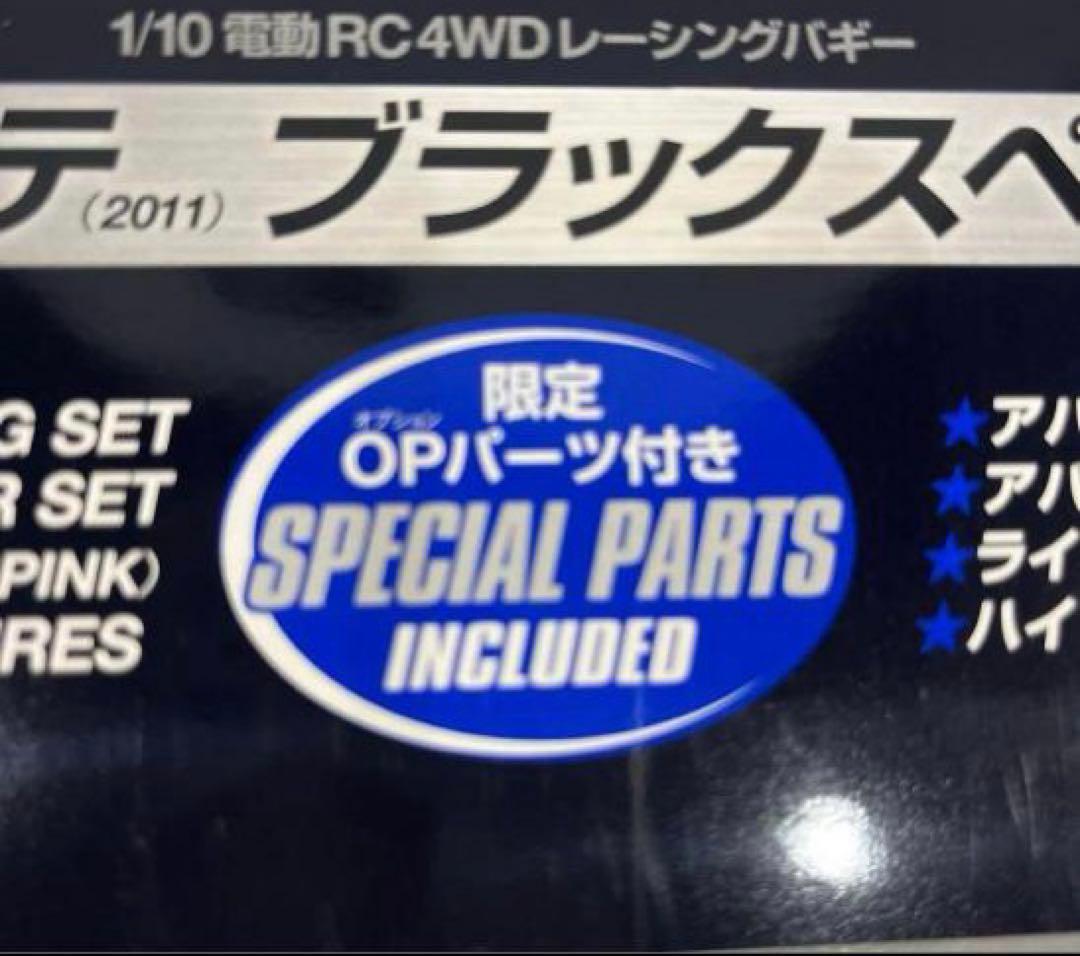 1/10 電動RC4WDレーシングバギー
テ (2011) ブラックスペ
限定
オプション
OPパーツ付き
SPECIAL PARTS
INCLUDED
G SET
R SET
PINK)
RES
★アバ
★アバ
★ライ
★ハイ